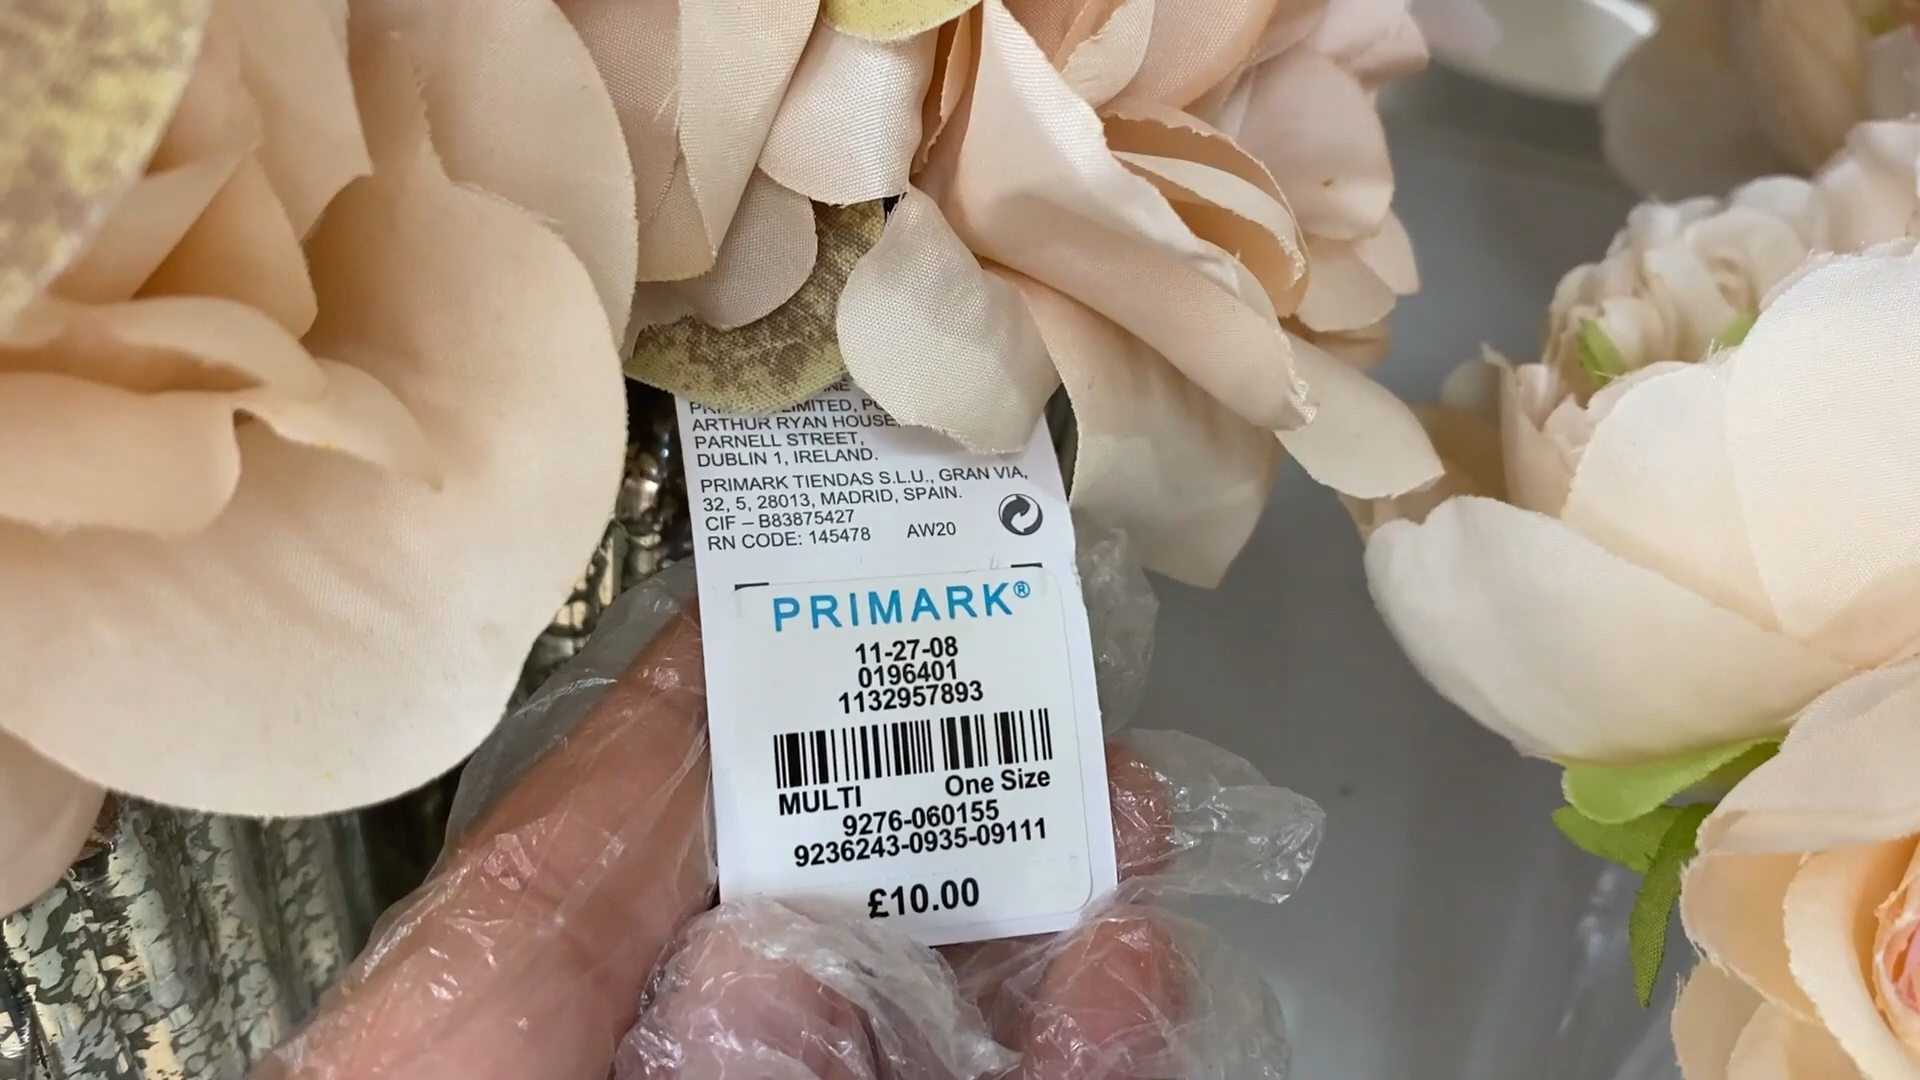 LIMITED,
ARTHUR RYAN HOUSE,
PARNELL STREET,
DUBLIN 1, IRELAND.
PRIMARK TIENDAS S.L.U., GRAN VIA,
32, 5, 28013, MADRID, SPAIN.
CIF – B83875427
RN CODE: 145478 AW20
PRIMARK®
11-27-08
0196401
1132957893
MULTI One Size
9276-060155
9236243-0935-09111
£10.00